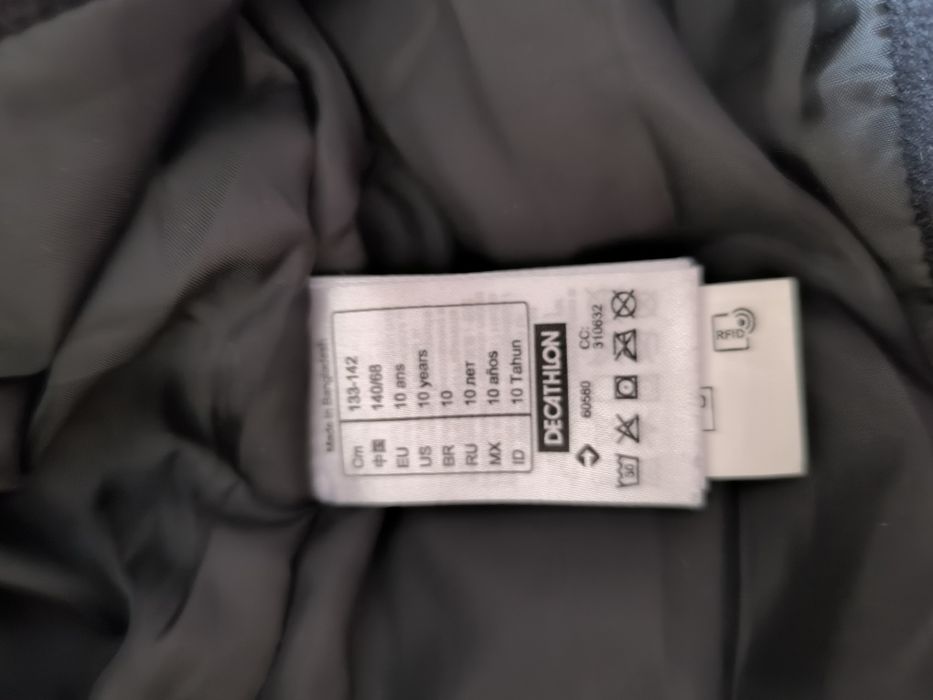 Made in Bangladesh
Cm 133-142
中国 140/68
EU 10 ans
US 10 years
BR 10
RU 10 лет
MX 10 años
ID 10 Tahun
DECATHLON
60580 CC: 310632
30
RFID